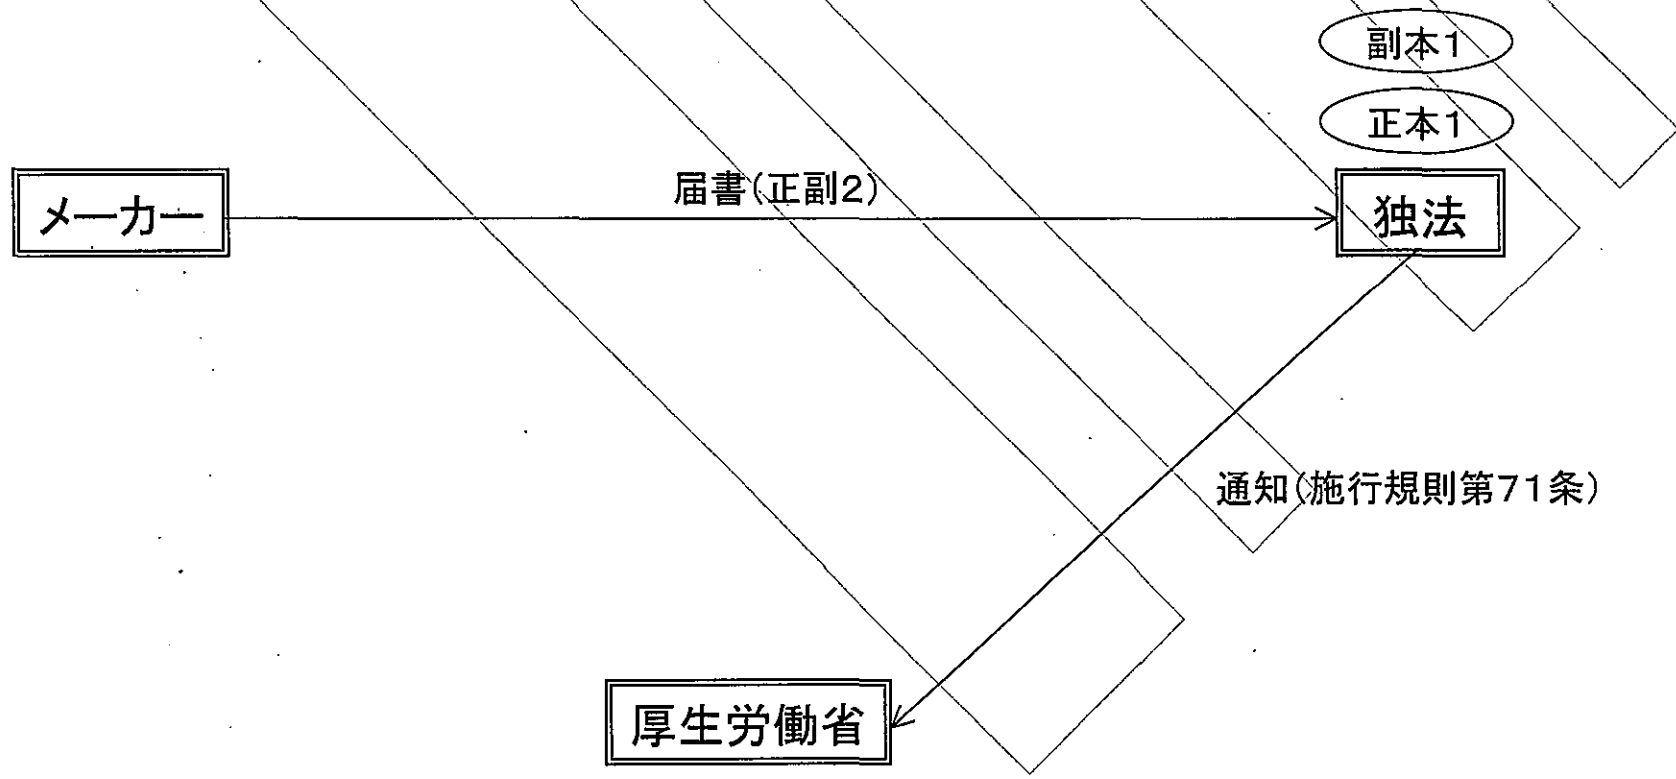 副本1
正本1
メーカー
届書(正副2)
独法
通知(施行規則第71条)
厚生労働省